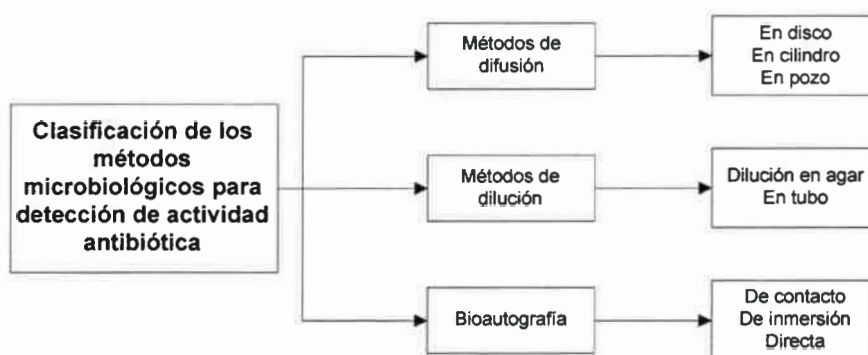 Clasificación de los
métodos
microbiológicos para
detección de actividad
antibiótica
Métodos de
difusión
En disco
En cilindro
En pozo
Métodos de
dilución
Dilución en agar
En tubo
Bioautografía
De contacto
De inmersión
Directa